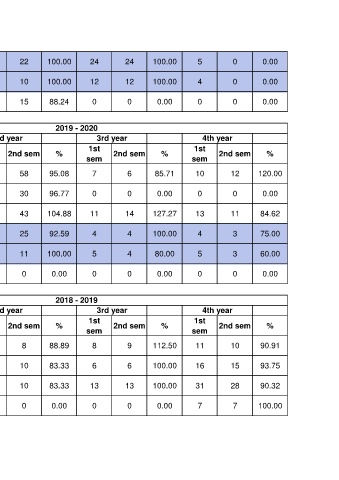 22 100.00 24 24 100.00 5 0 0.00
10 100.00 12 12 100.00 4 0 0.00
15 88.24 0 0 0.00 0 0 0.00
2019 - 2020
d year 3rd year 4th year
2nd sem % 1st sem 2nd sem % 1st sem 2nd sem %
58 95.08 7 6 85.71 10 12 120.00
30 96.77 0 0 0.00 0 0 0.00
43 104.88 11 14 127.27 13 11 84.62
25 92.59 4 4 100.00 4 3 75.00
11 100.00 5 4 80.00 5 3 60.00
0 0.00 0 0 0.00 0 0 0.00
2018 - 2019
d year 3rd year 4th year
2nd sem % 1st sem 2nd sem % 1st sem 2nd sem %
8 88.89 8 9 112.50 11 10 90.91
10 83.33 6 6 100.00 16 15 93.75
10 83.33 13 13 100.00 31 28 90.32
0 0.00 0 0 0.00 7 7 100.00